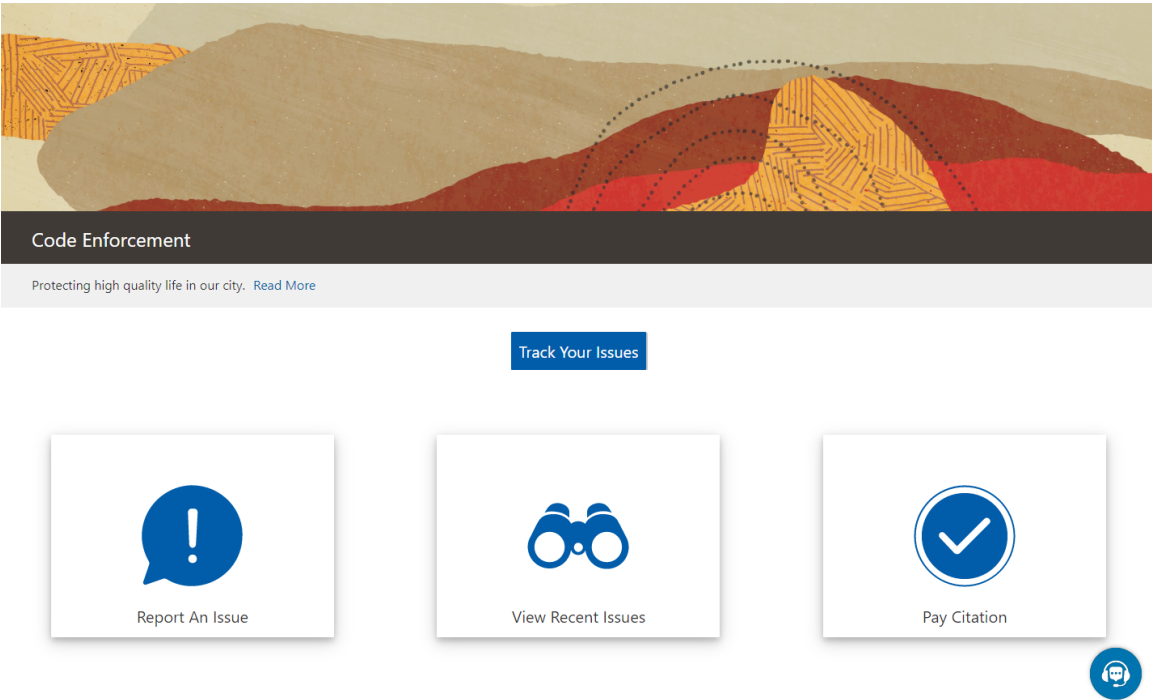 Code Enforcement
Protecting high quality life in our city. Read More
Track Your Issues
Report An Issue
View Recent Issues
Pay Citation